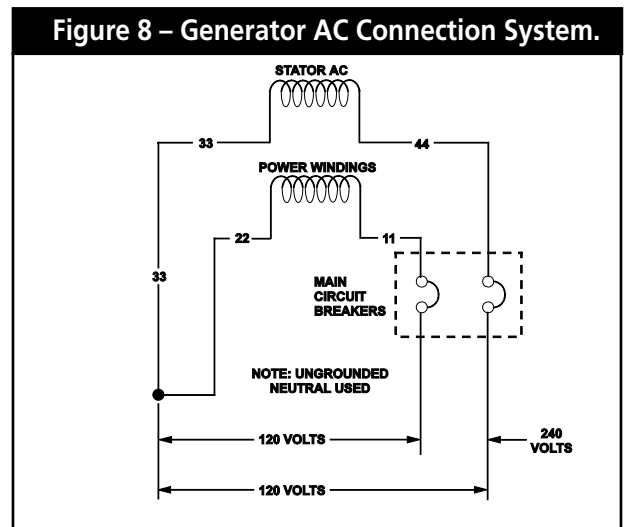 Figure 8 – Generator AC Connection System.
STATOR AC
33
44
POWER WINDINGS
22
11
33
MAIN
CIRCUIT
BREAKERS
NOTE: UNGROUNDED
NEUTRAL USED
120 VOLTS
240
VOLTS
120 VOLTS